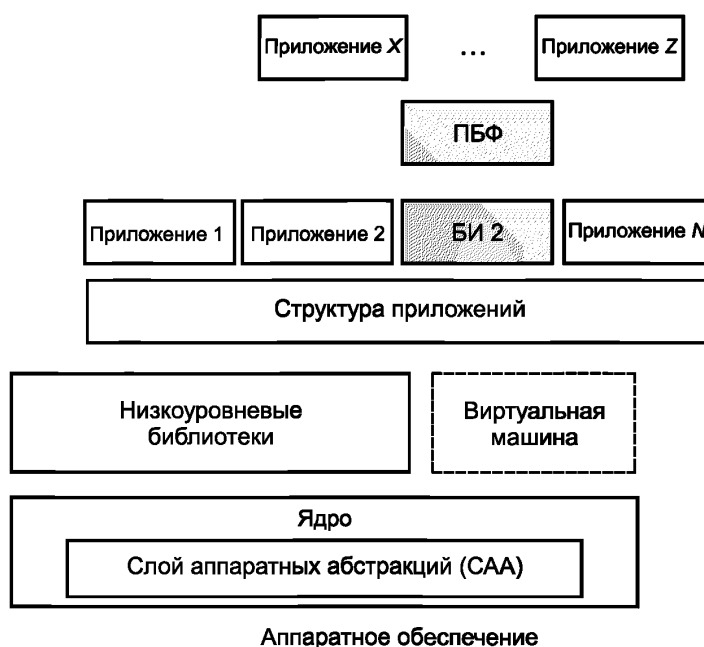 Приложение X ... Приложение Z
ПБФ
Приложение 1 Приложение 2 БИ 2 Приложение N
Структура приложений
Низкоуровневые
библиотеки
Виртуальная
машина
Ядро
Слой аппаратных абстракций (САА)
Аппаратное обеспечение